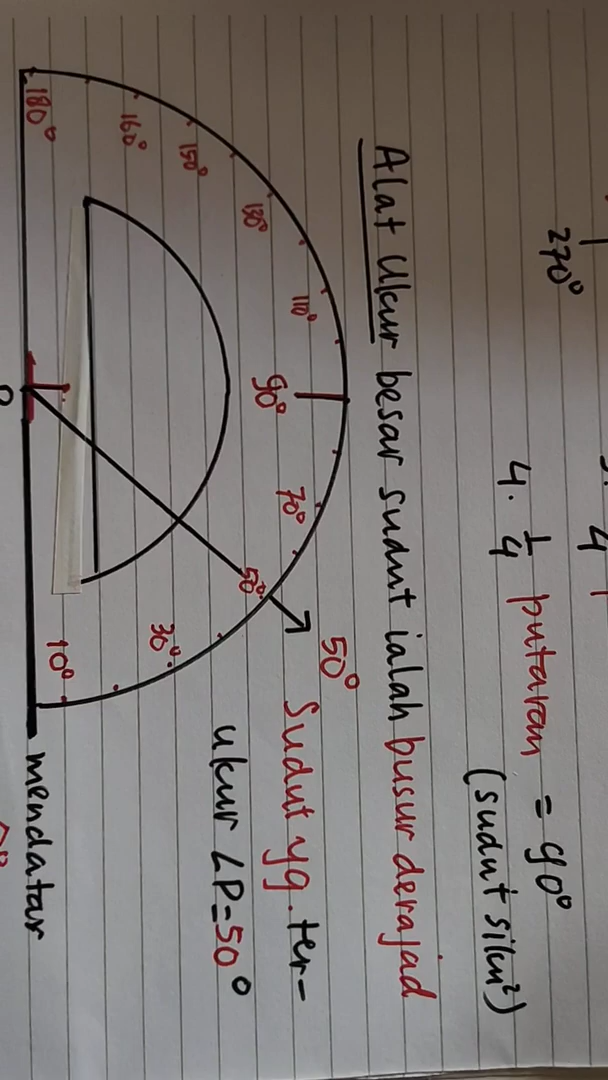 270°
4
4. 1/4 putaran = 90°
(sudut siku²)
Alat Ukur besar sudut ialah busur derajad
50°
Sudut yg. ter-
ukur ∠P=50°
180°
160°
150°
130°
110°
90°
70°
50°
30°
10°
mendatar